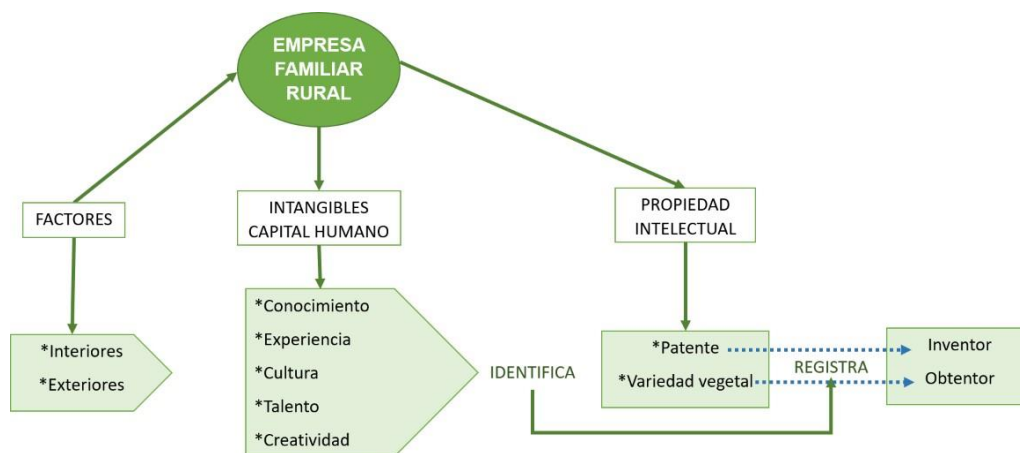 EMPRESA
FAMILIAR
RURAL
FACTORES
INTANGIBLES
CAPITAL HUMANO
PROPIEDAD
INTELECTUAL
*Interiores
*Exteriores
*Conocimiento
*Experiencia
*Cultura
*Talento
*Creatividad
IDENTIFICA
*Patente
*Variedad vegetal
REGISTRA
Inventor
Obtentor